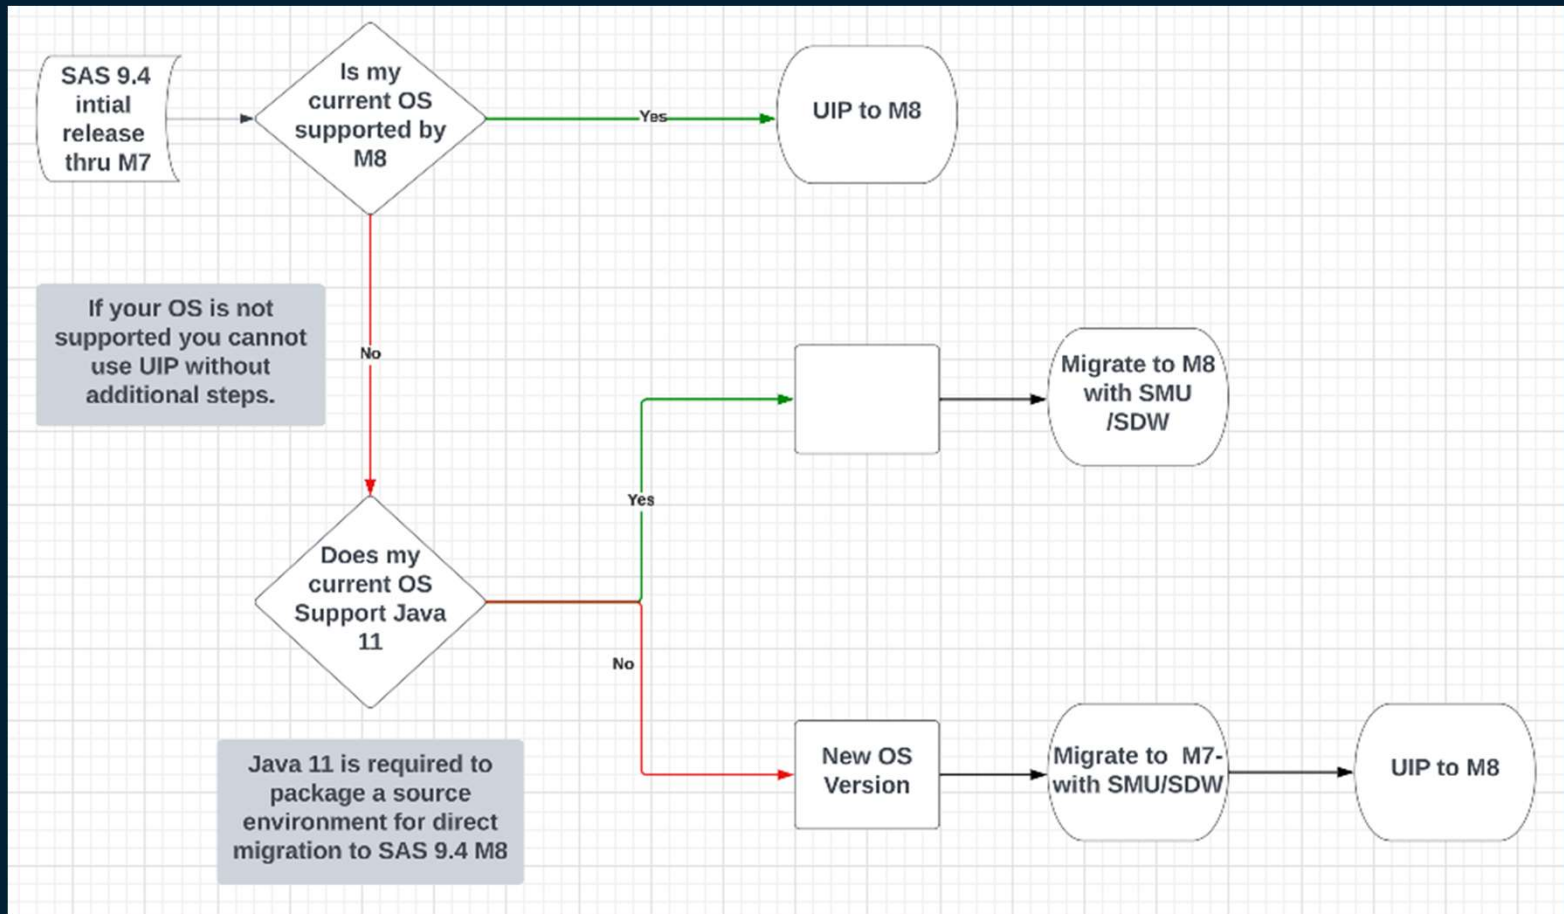 SAS 9.4
intial
release
thru M7
Is my
current OS
supported by
M8
Yes
UIP to M8
If your OS is not
supported you cannot
use UIP without
additional steps.
No
Migrate to M8
with SMU
/SDW
Yes
Does my
current OS
Support Java
11
No
New OS
Version
Migrate to M7-
with SMU/SDW
UIP to M8
Java 11 is required to
package a source
environment for direct
migration to SAS 9.4 M8